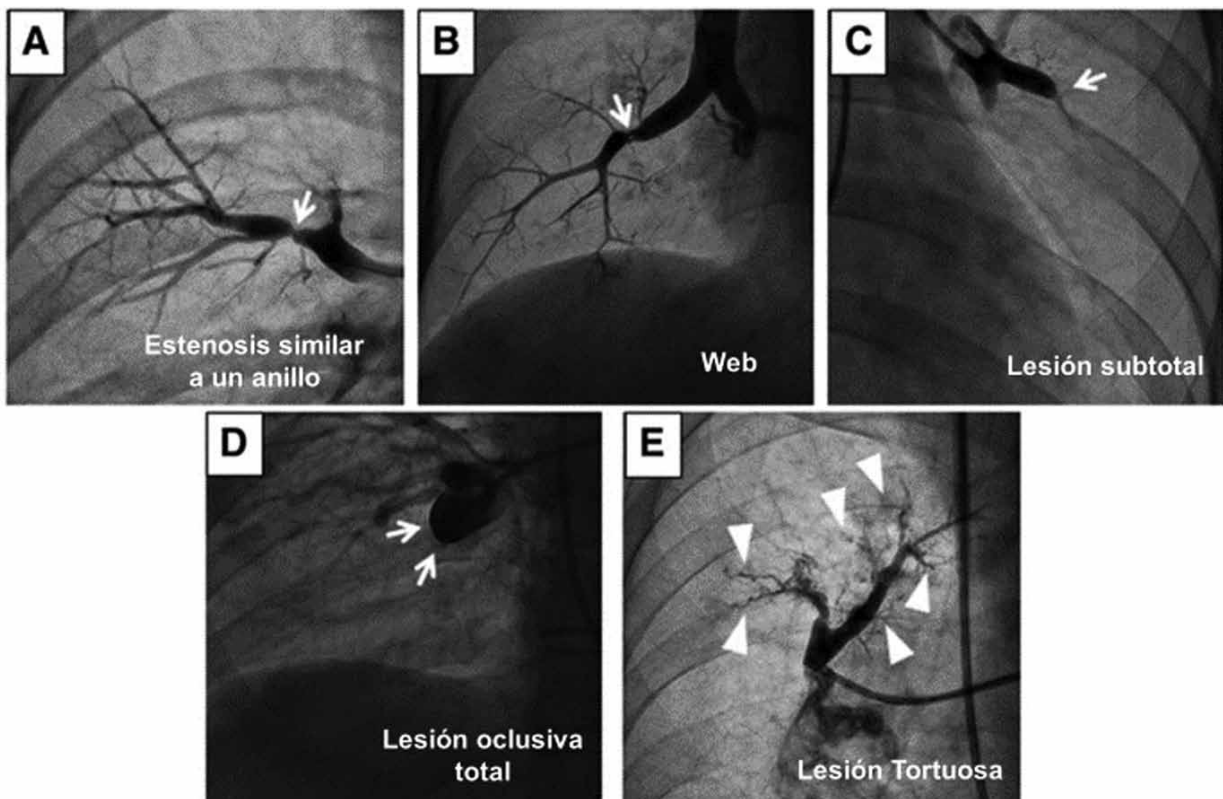 A
Estenosis similar
a un anillo
B
Web
C
Lesión subtotal
D
Lesión oclusiva
total
E
Lesión Tortuosa